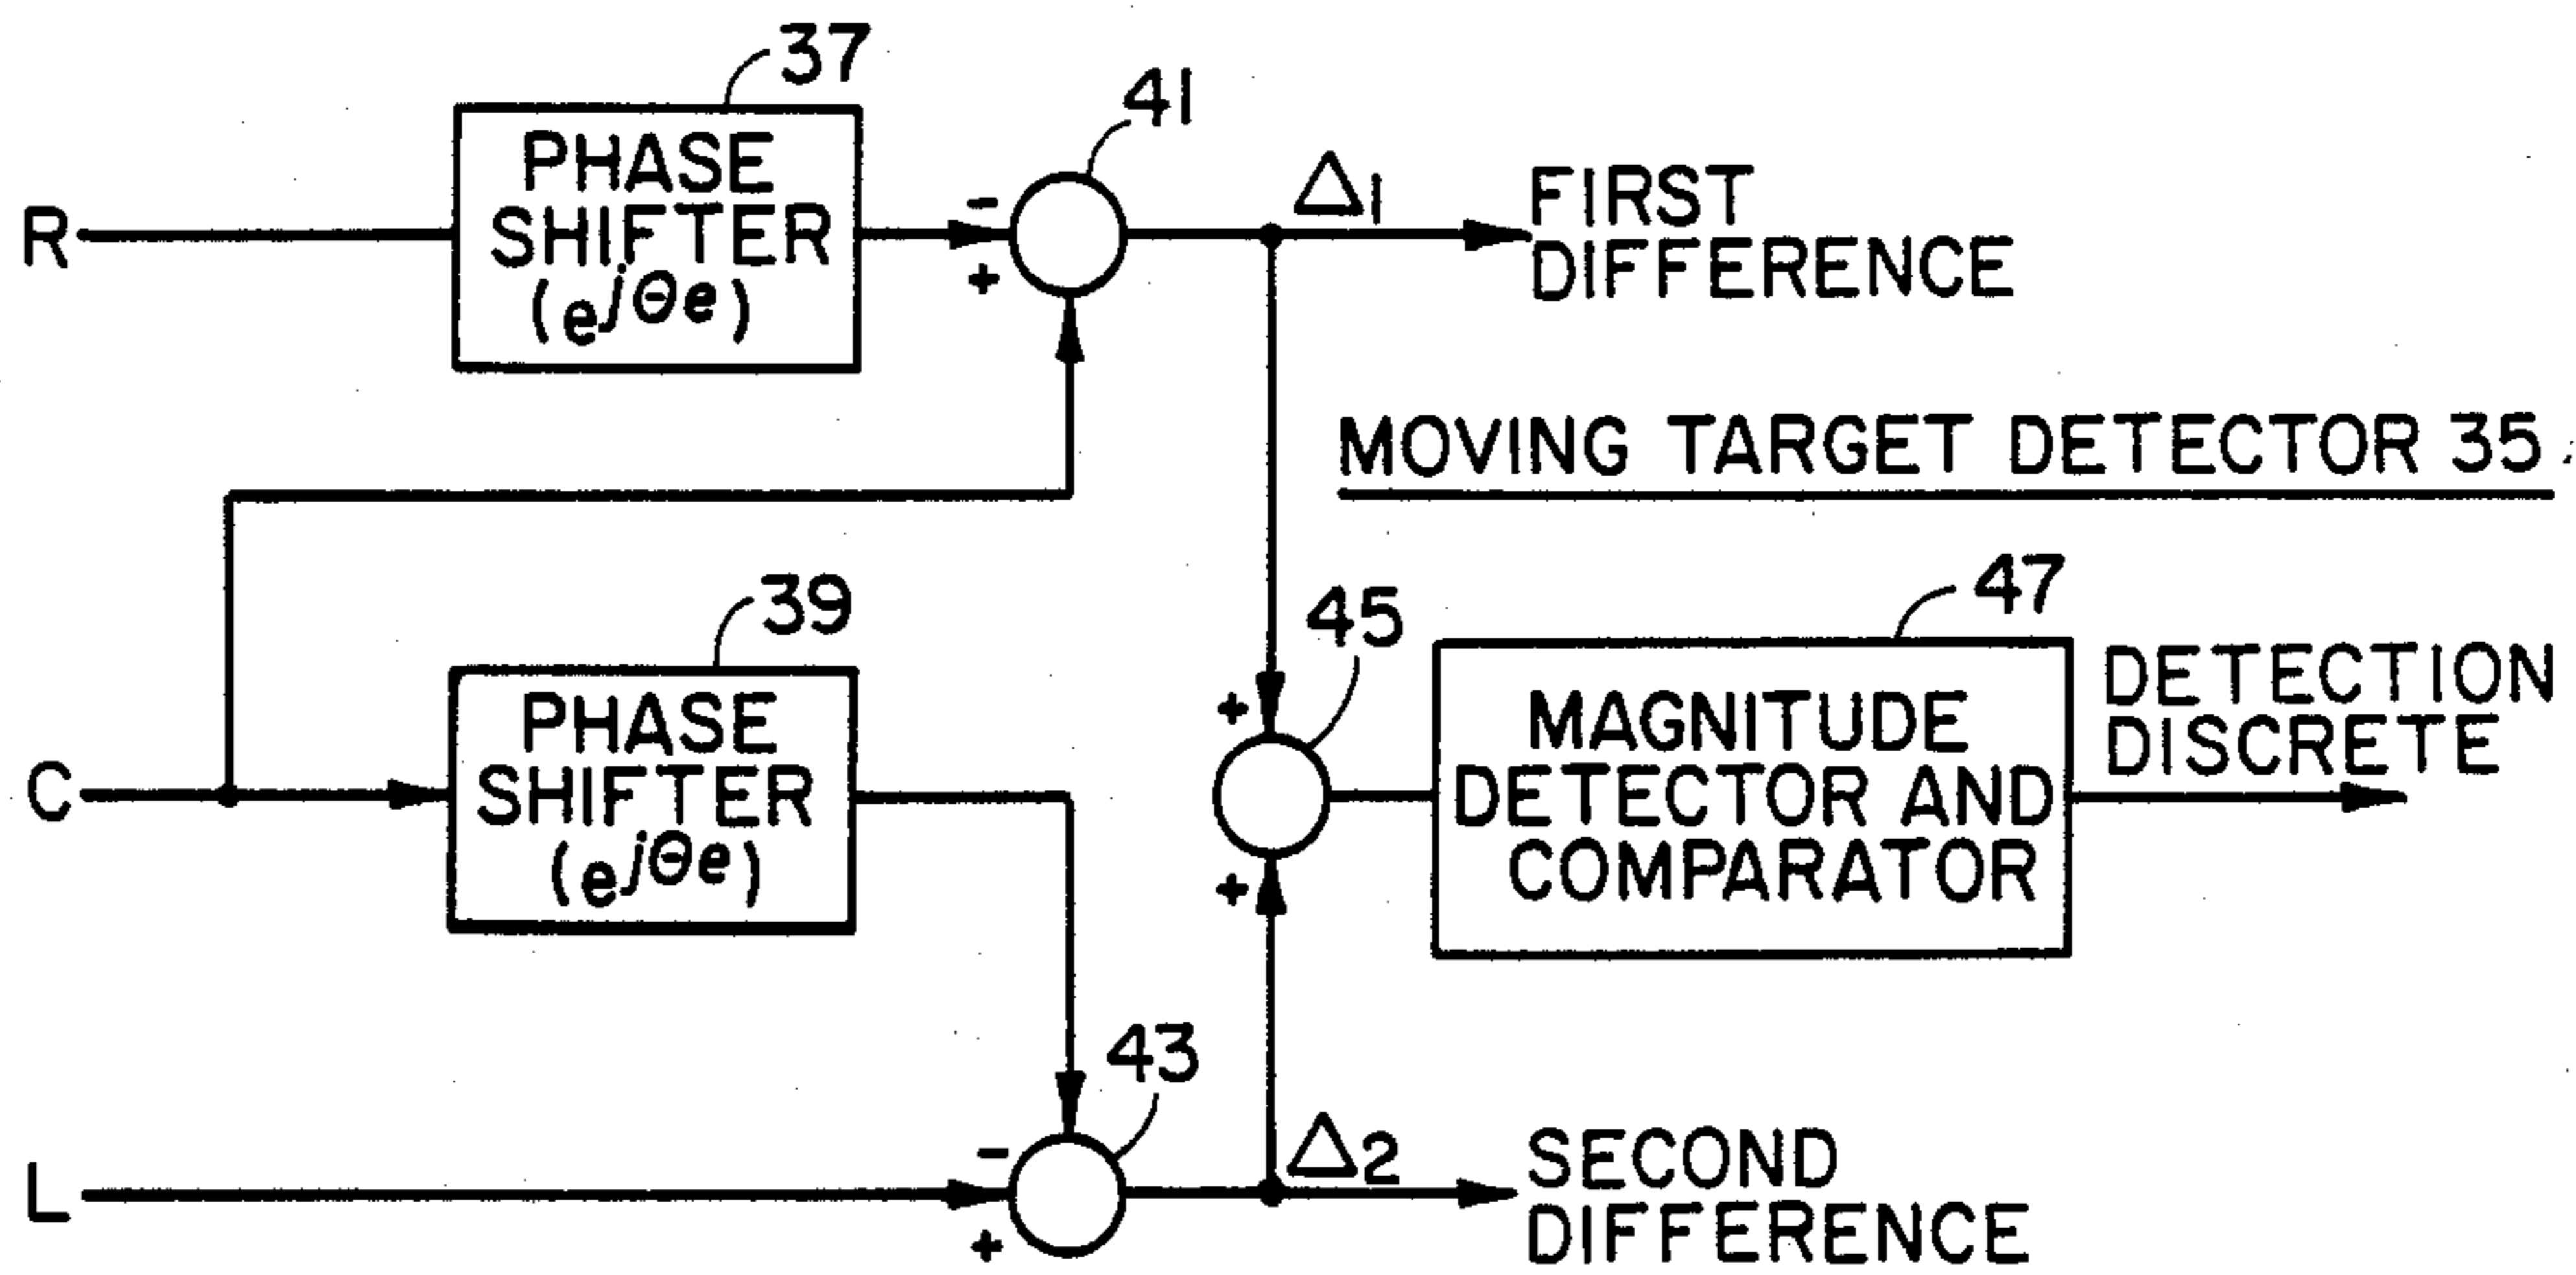 37
PHASE
SHIFTER
(e^jΘe)
R
-
+
41
Δ1
FIRST
DIFFERENCE
MOVING TARGET DETECTOR 35
39
PHASE
SHIFTER
(e^jΘe)
C
45
+
+
47
MAGNITUDE
DETECTOR AND
COMPARATOR
DETECTION
DISCRETE
L
-
+
43
Δ2
SECOND
DIFFERENCE